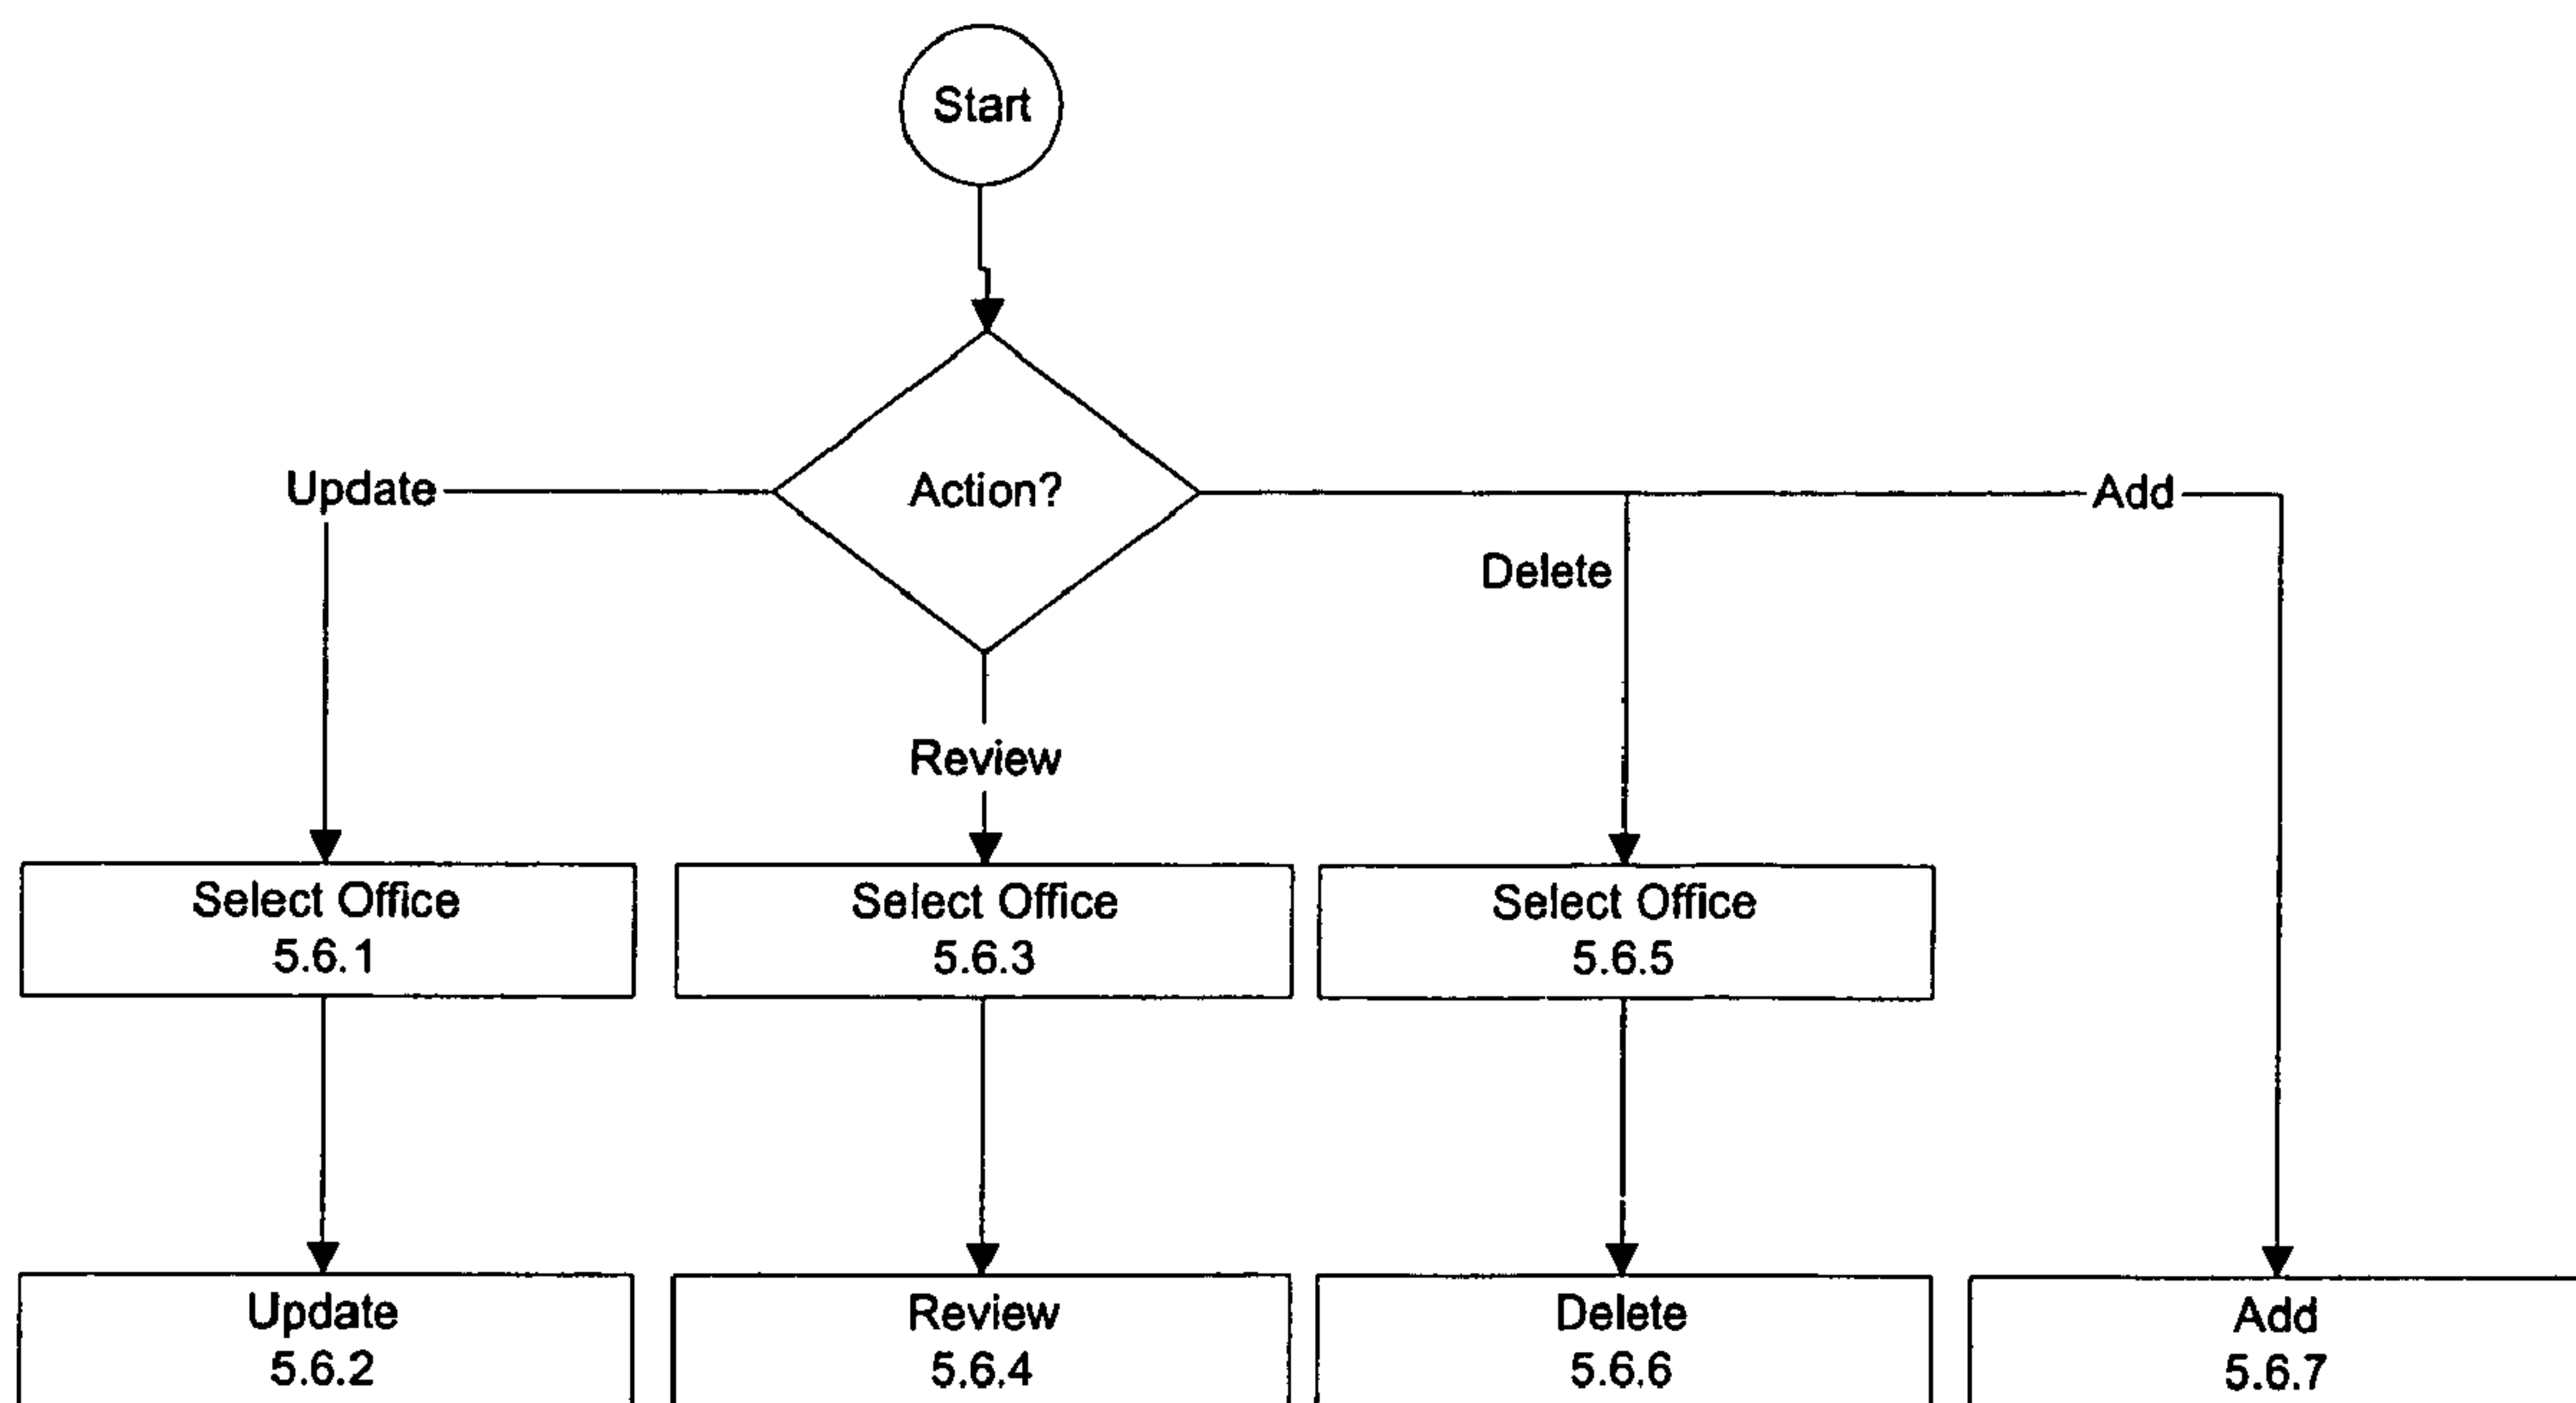 Start
Action?
Update
Add
Delete
Review
Select Office
5.6.1
Select Office
5.6.3
Select Office
5.6.5
Update
5.6.2
Review
5.6.4
Delete
5.6.6
Add
5.6.7